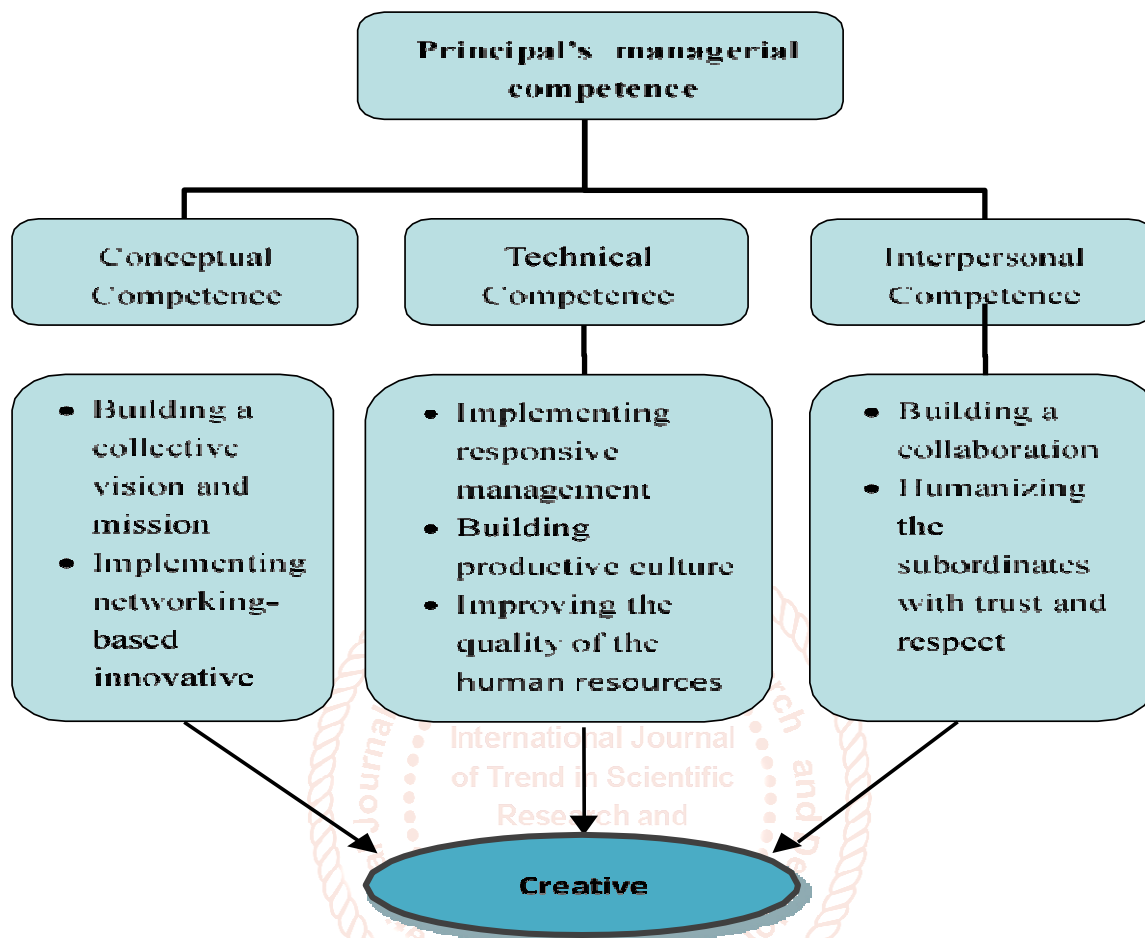 Principal's managerial
competence
Conceptual
Competence
Technical
Competence
Interpersonal
Competence
• Building a
collective
vision and
mission
• Implementing
networking-
based
innovative
• Implementing
responsive
management
• Building
productive culture
• Improving the
quality of the
human resources
• Building a
collaboration
• Humanizing
the
subordinates
with trust and
respect
International Journal
of Trend in Scientific
Research and
Journal
and
Creative